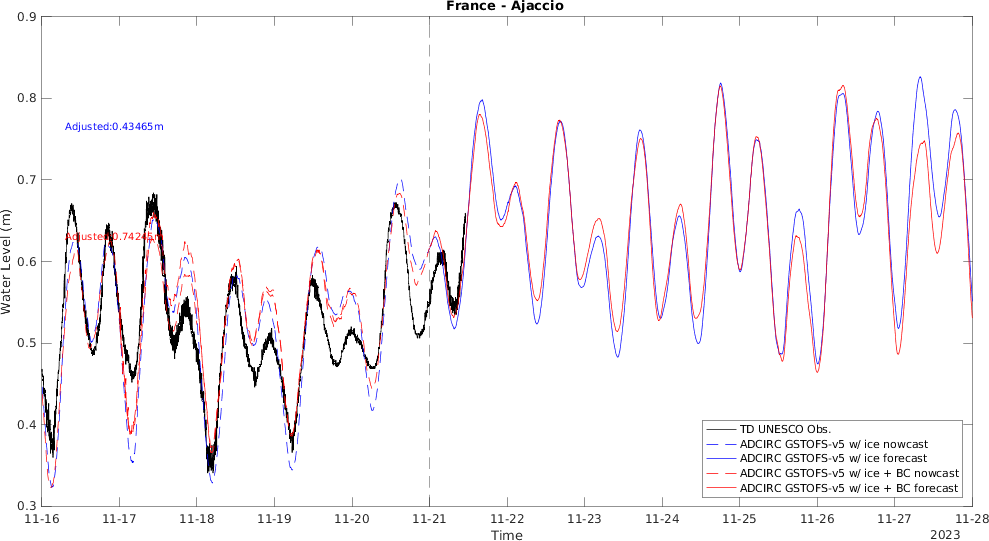 France - Ajaccio
Water Level (m)
0.9
0.8
0.7
0.6
0.5
0.4
0.3
Adjusted:0.43465m
TD UNESCO Obs.
ADCIRC GSTOFS-v5 w/ ice nowcast
ADCIRC GSTOFS-v5 w/ ice forecast
ADCIRC GSTOFS-v5 w/ ice + BC nowcast
ADCIRC GSTOFS-v5 w/ ice + BC forecast
11-16 11-17 11-18 11-19 11-20 11-21 11-22 11-23 11-24 11-25 11-26 11-27 11-28
Time
2023